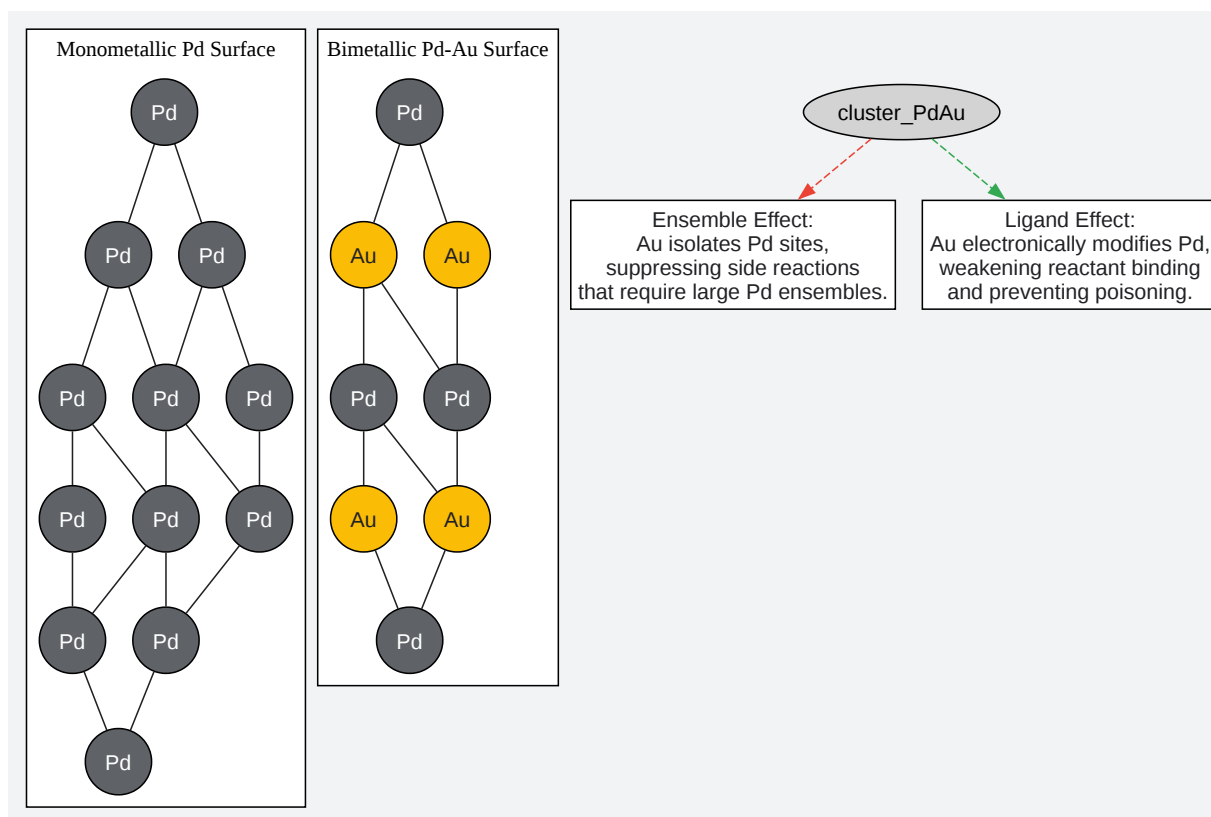 Monometallic Pd Surface
Pd
Pd Pd
Pd Pd Pd
Pd Pd Pd
Pd Pd
Pd
Bimetallic Pd-Au Surface
Pd
Au Au
Pd Pd
Au Au
Pd
cluster_PdAu
Ensemble Effect:
Au isolates Pd sites,
suppressing side reactions
that require large Pd ensembles.
Ligand Effect:
Au electronically modifies Pd,
weakening reactant binding
and preventing poisoning.